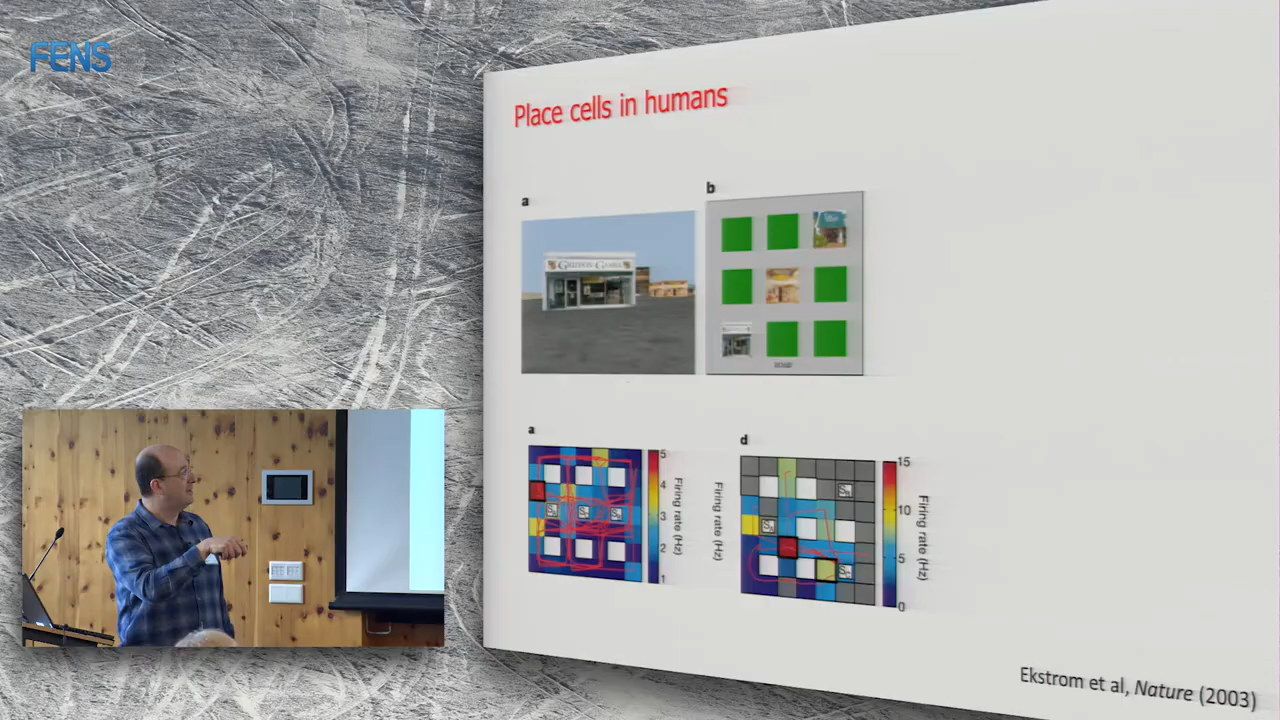 FENS
Place cells in humans
a
b
a
5
4
3
2
1
Firing rate (Hz)
Firing rate (Hz)
d
15
10
5
0
Firing rate (Hz)
Ekstrom et al, Nature (2003)